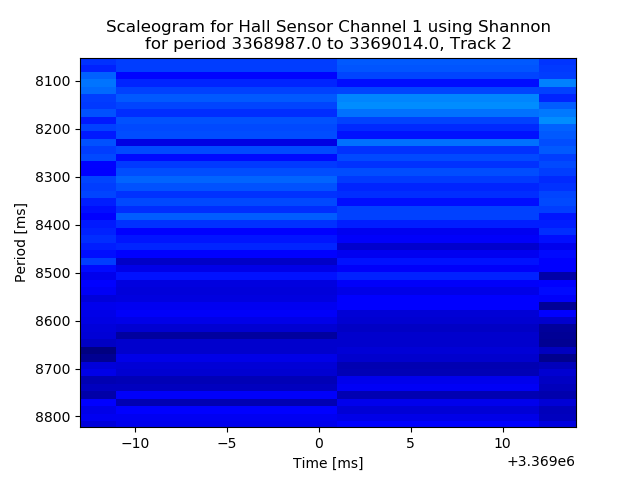 Scaleogram for Hall Sensor Channel 1 using Shannon
for period 3368987.0 to 3369014.0, Track 2
8100
8200
8300
8400
8500
8600
8700
8800
Period [ms]
−10 −5 0 5 10
Time [ms]
+3.369e6